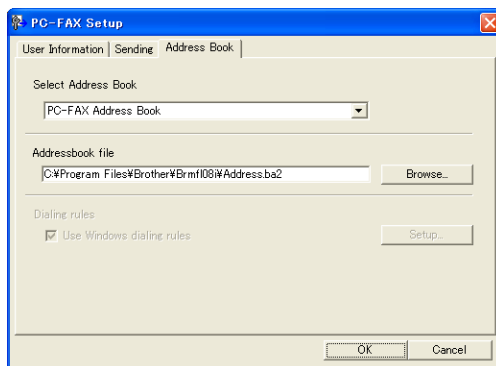 PC-FAX Setup
User Information Sending Address Book
Select Address Book
PC-FAX Address Book
Addressbook file
C:¥Program Files¥Brother¥Brmfl08i¥Address.ba2 Browse...
Dialing rules
Use Windows dialing rules Setup...
OK Cancel